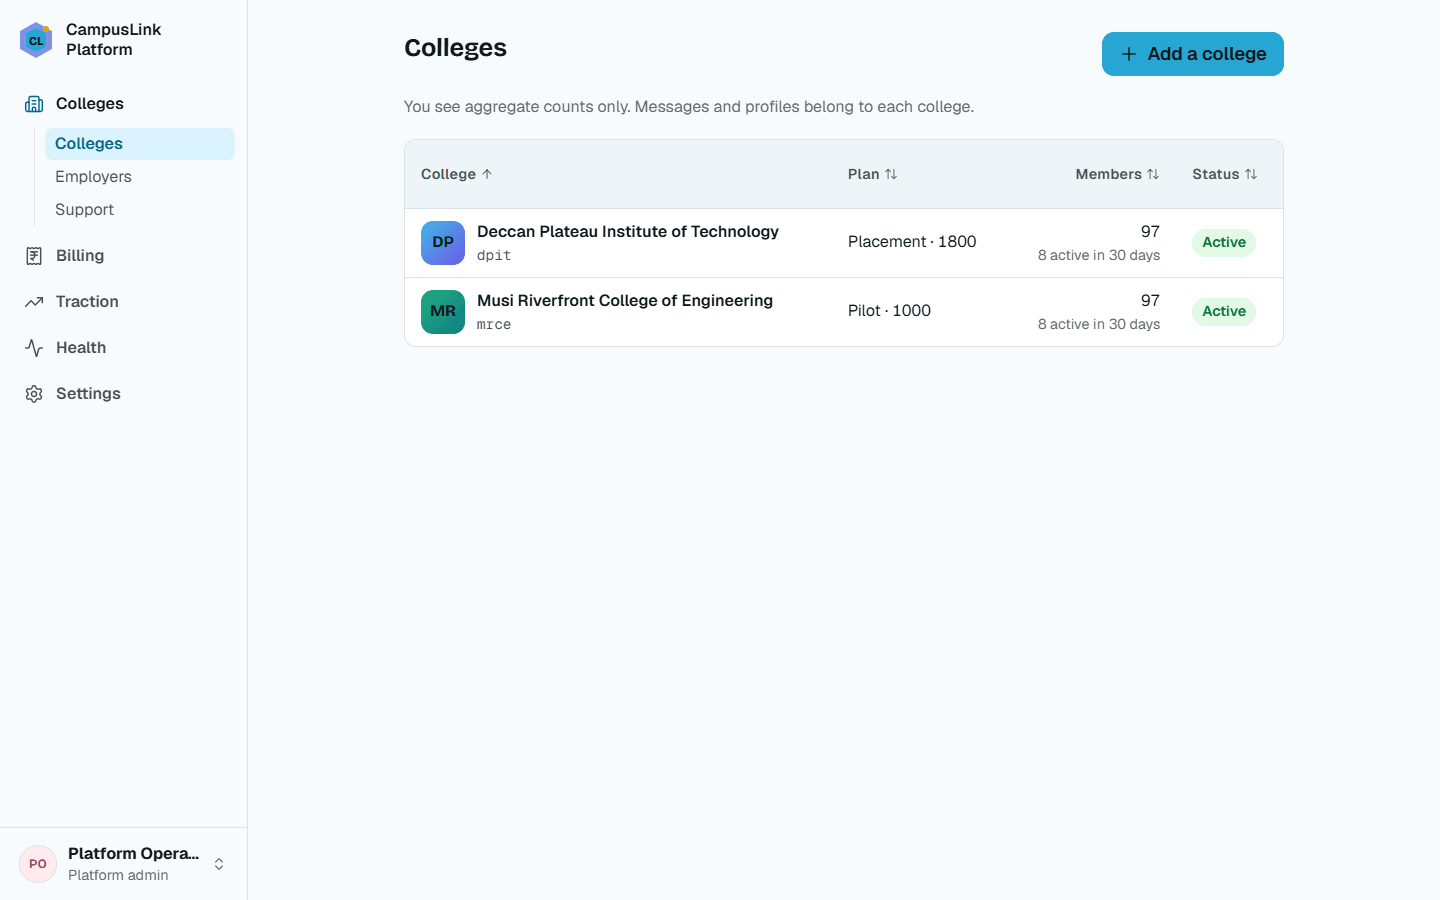 CL
CampusLink
Platform
Colleges
Colleges
Employers
Support
Billing
Traction
Health
Settings
PO
Platform Opera...
Platform admin
Colleges
Add a college
You see aggregate counts only. Messages and profiles belong to each college.
College Plan Members Status
DP Deccan Plateau Institute of Technology
dpit
Placement · 1800
97
8 active in 30 days
Active
MR Musi Riverfront College of Engineering
mrce
Pilot · 1000
97
8 active in 30 days
Active